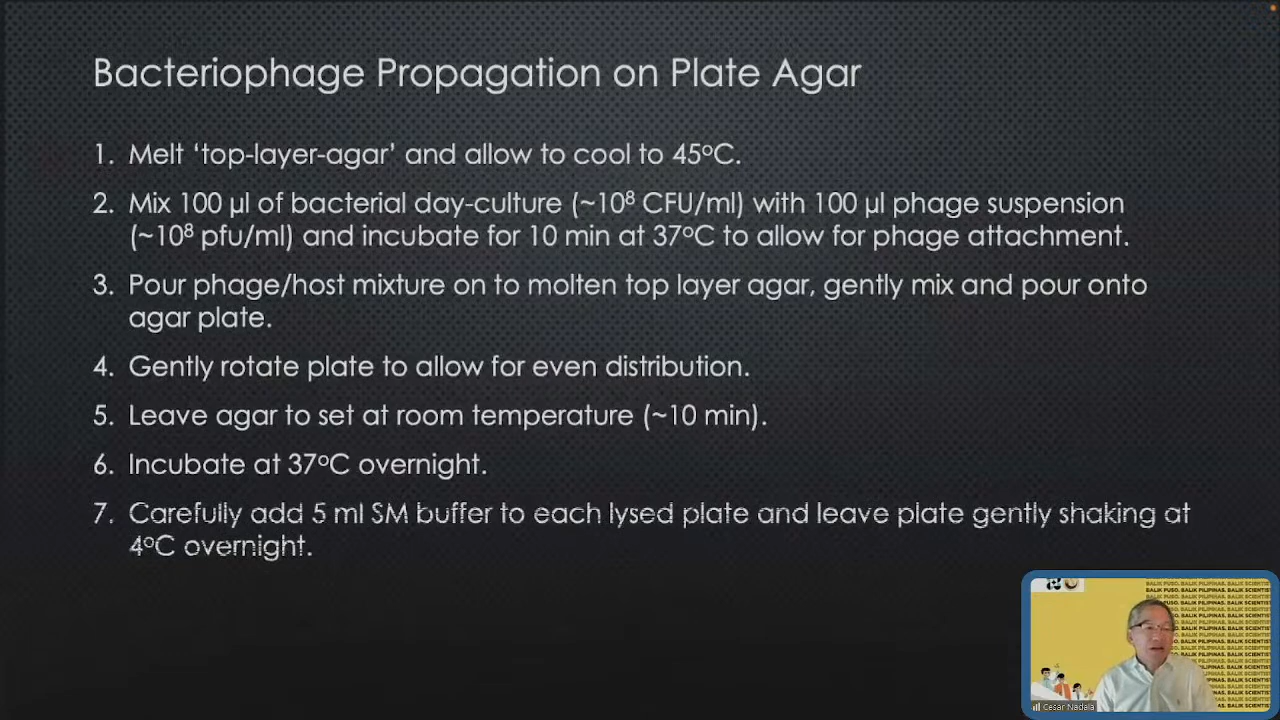 Bacteriophage Propagation on Plate Agar
1. Melt ‘top-layer-agar’ and allow to cool to 45ºC.
2. Mix 100 µl of bacterial day-culture (~10⁸ CFU/ml) with 100 µl phage suspension
(~10⁸ pfu/ml) and incubate for 10 min at 37ºC to allow for phage attachment.
3. Pour phage/host mixture on to molten top layer agar, gently mix and pour onto
agar plate.
4. Gently rotate plate to allow for even distribution.
5. Leave agar to set at room temperature (~10 min).
6. Incubate at 37ºC overnight.
7. Carefully add 5 ml SM buffer to each lysed plate and leave plate gently shaking at
4ºC overnight.
BALIK PUSO. BALIK PILIPINAS. BALIK SCIENTIST
Cesar Nadala